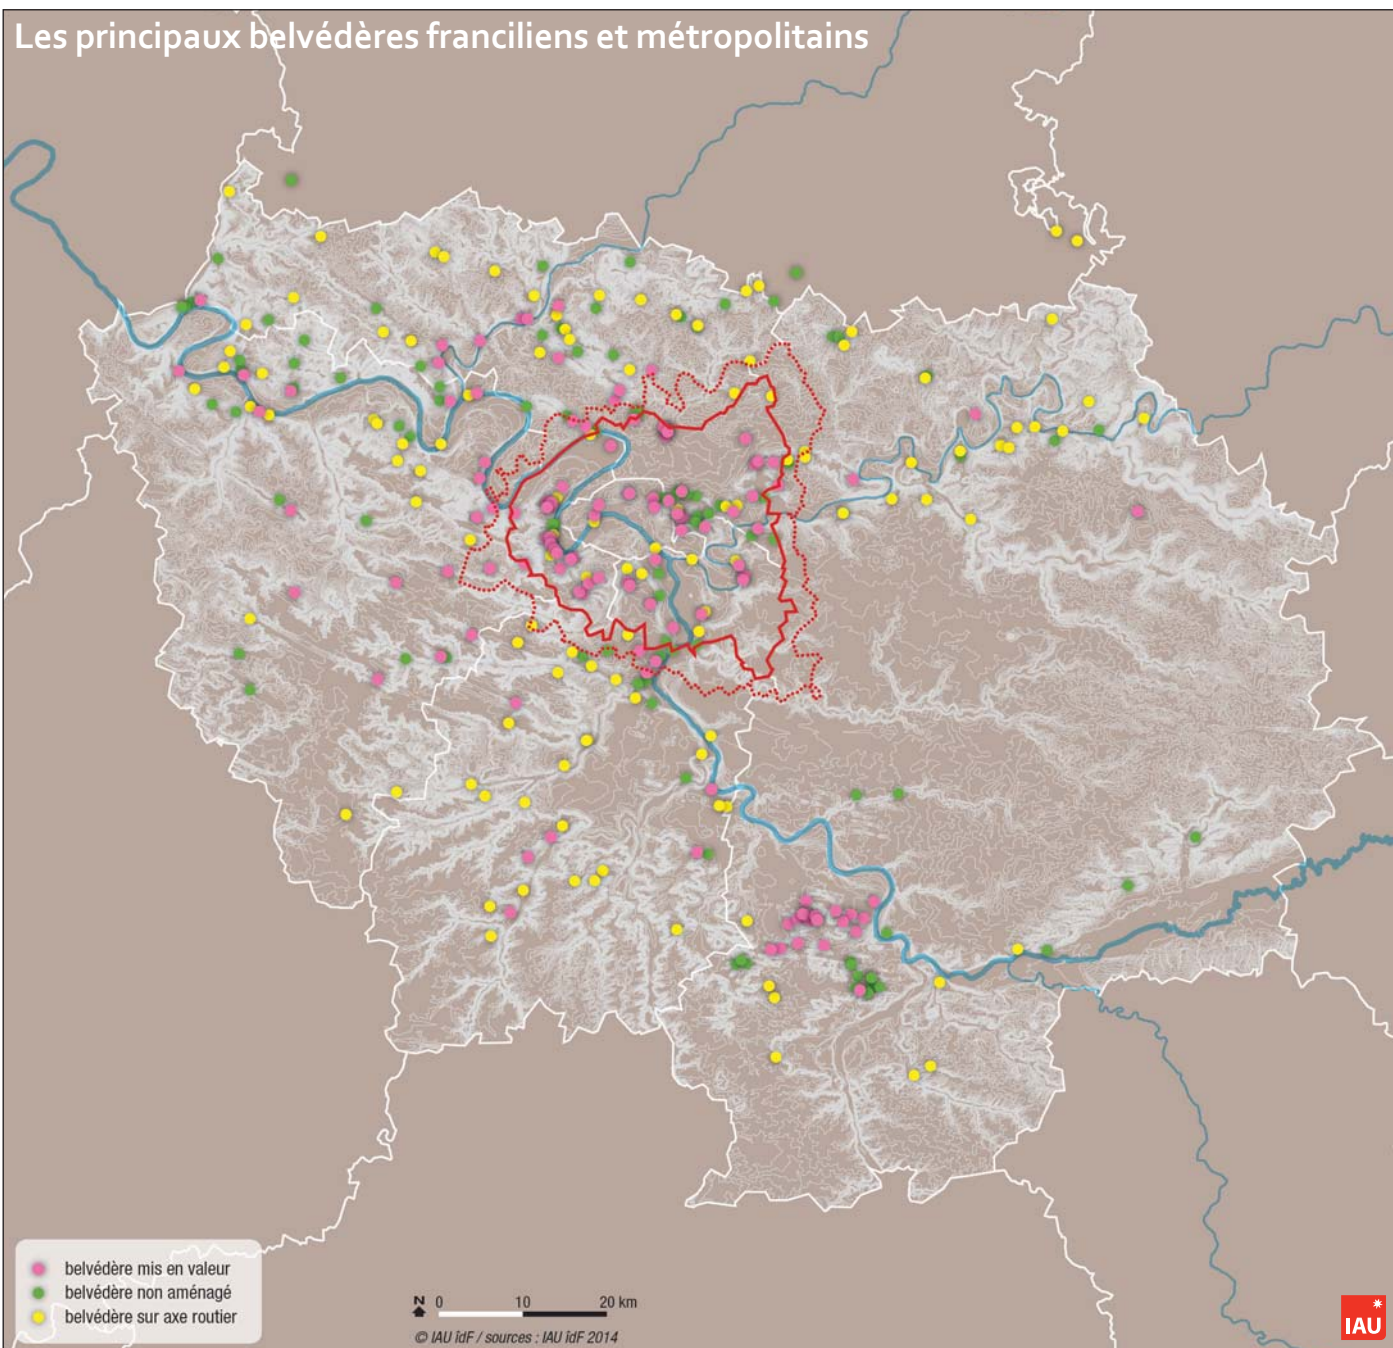 Les principaux belvédères franciliens et métropolitains
belvédère mis en valeur
belvédère non aménagé
belvédère sur axe routier
N 0 10 20 km
© IAU îdF / sources : IAU îdF 2014
IAU